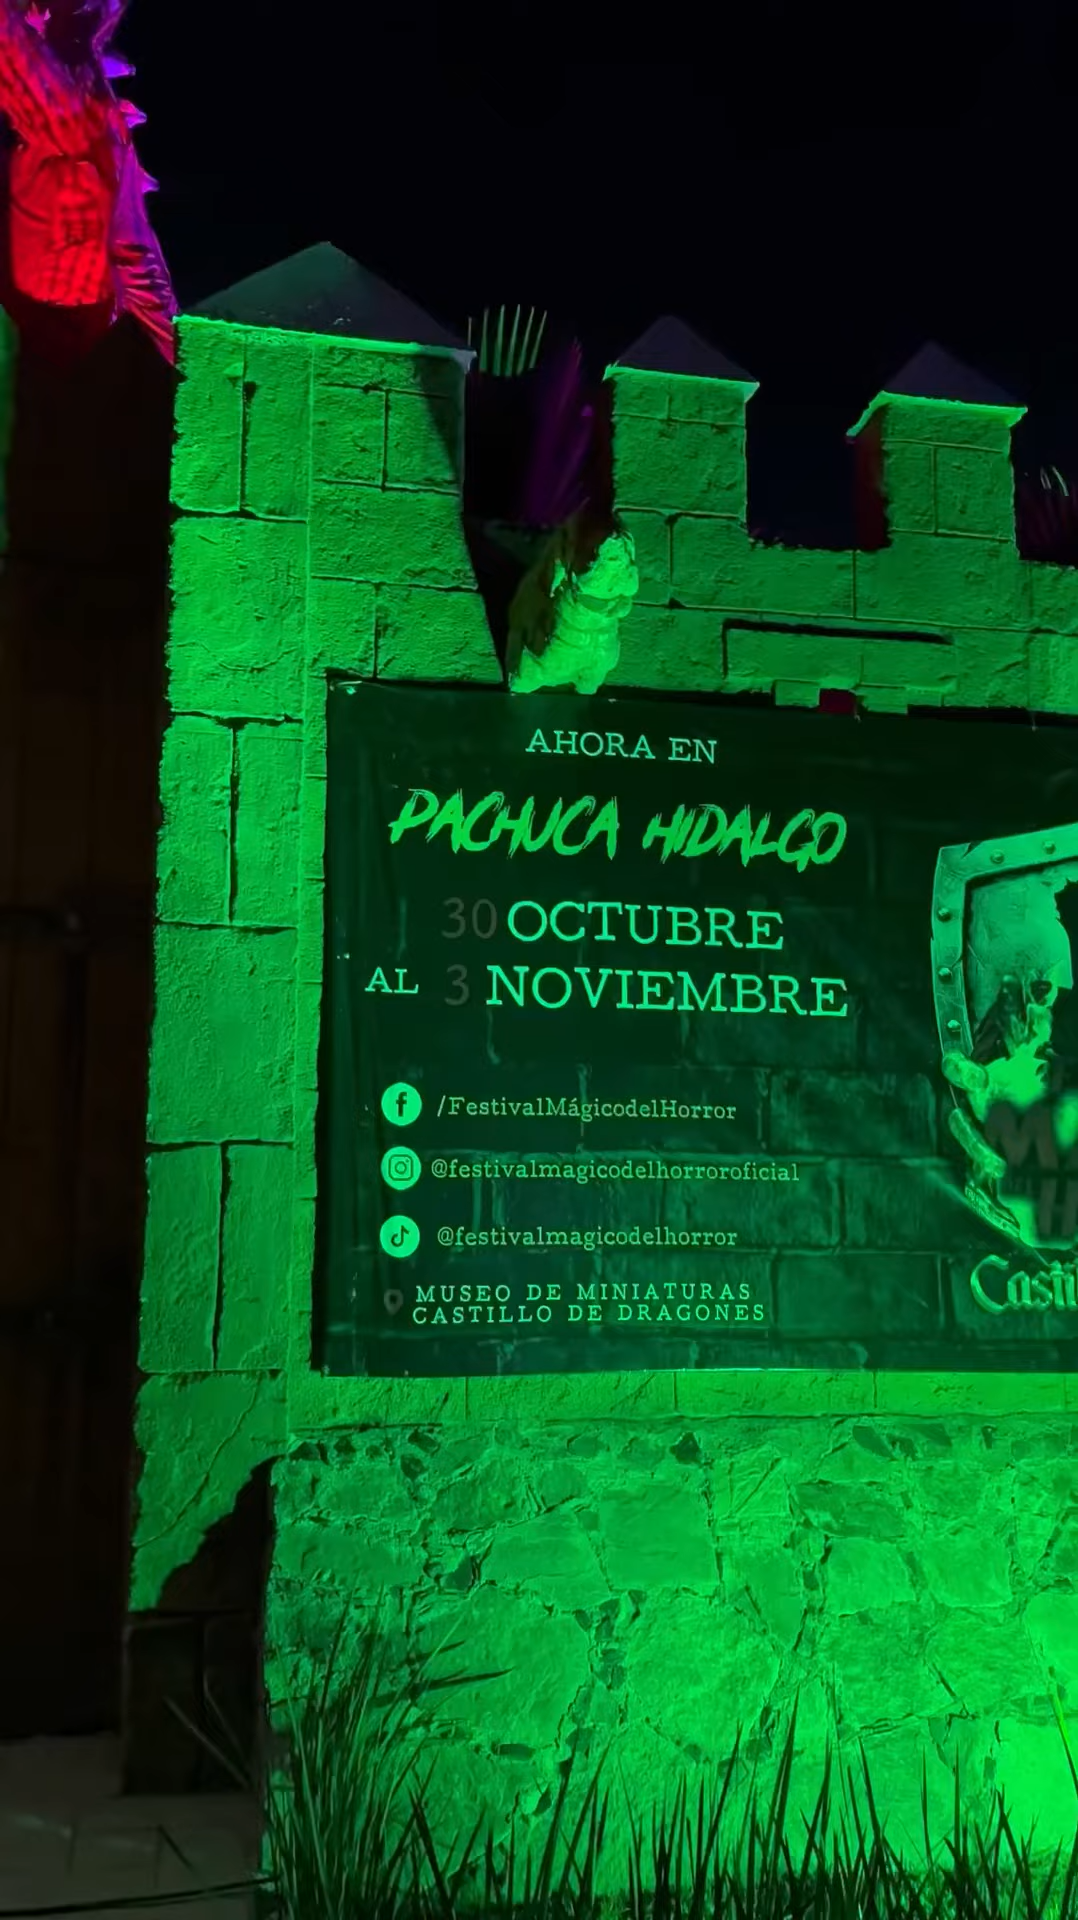 AHORA EN
PACHUCA HIDALGO
30 OCTUBRE
AL 3 NOVIEMBRE
/FestivalMágicodelHorror
@festivalmagicodelhorroroficial
@festivalmagicodelhorror
MUSEO DE MINIATURAS
CASTILLO DE DRAGONES